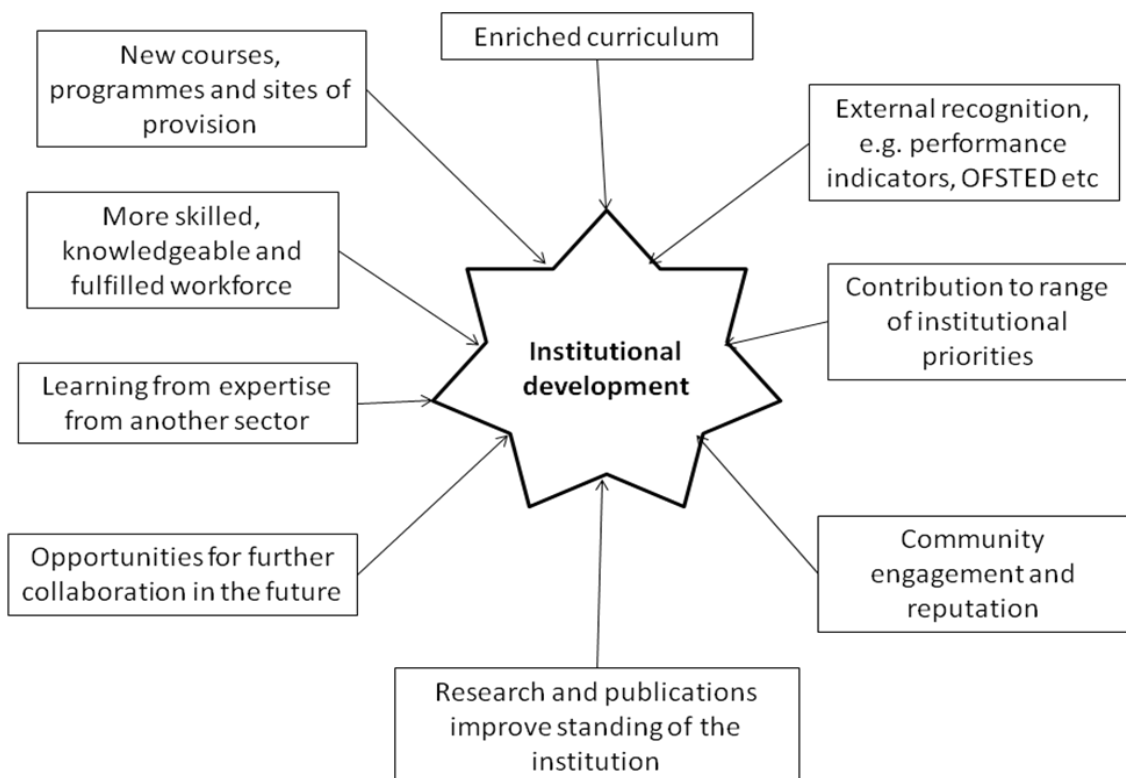 Enriched curriculum
New courses,
programmes and sites of
provision
External recognition,
e.g. performance
indicators, OFSTED etc
More skilled,
knowledgeable and
fulfilled workforce
Contribution to range
of institutional
priorities
Institutional
development
Learning from expertise
from another sector
Opportunities for further
collaboration in the future
Community
engagement and
reputation
Research and publications
improve standing of the
institution